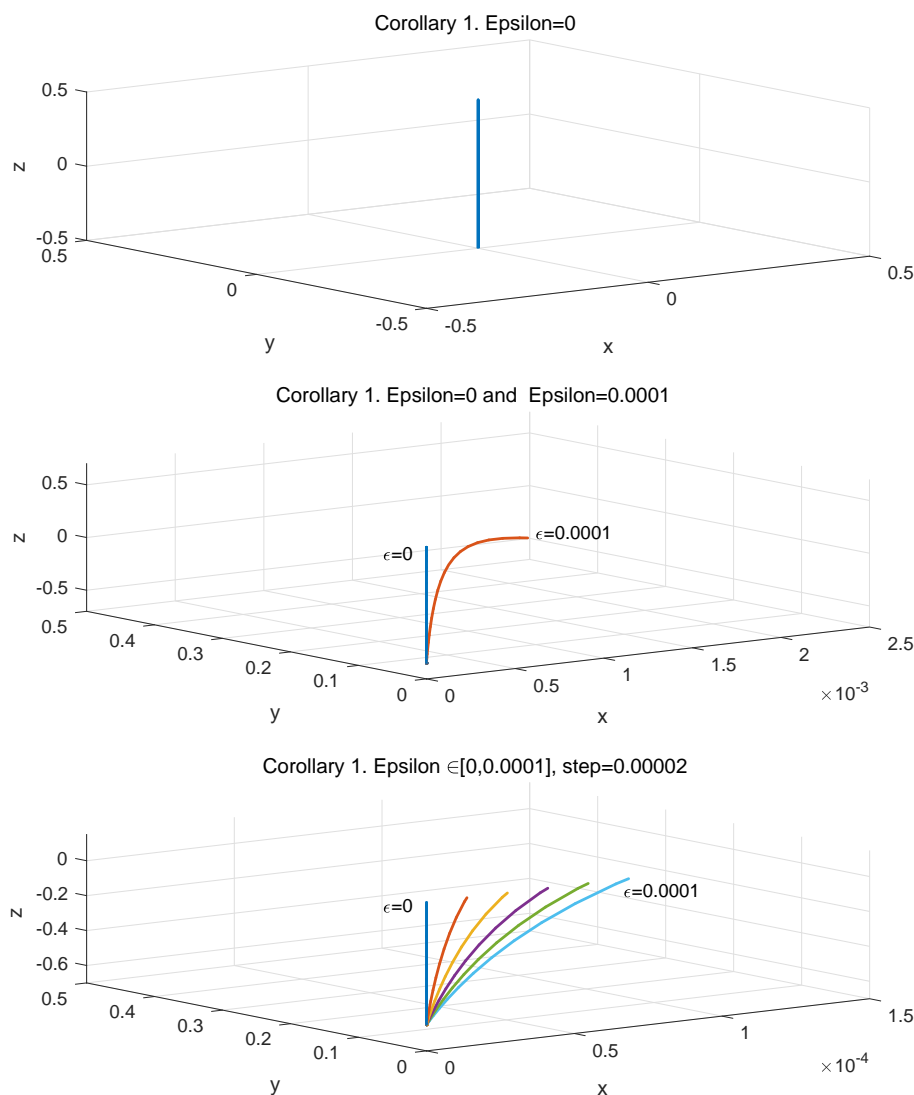 Corollary 1. Epsilon=0
0.5
0
-0.5
z
0.5
0
-0.5
y
-0.5
0
0.5
x
Corollary 1. Epsilon=0 and  Epsilon=0.0001
0.5
0
-0.5
z
ϵ=0
ϵ=0.0001
0.5
0.4
0.3
0.2
0.1
0
y
0
0.5
1
1.5
2
2.5
×10⁻³
x
Corollary 1. Epsilon ∈[0,0.0001], step=0.00002
0
-0.2
-0.4
-0.6
z
ϵ=0
ϵ=0.0001
0.5
0.4
0.3
0.2
0.1
0
y
0
0.5
1
1.5
×10⁻⁴
x